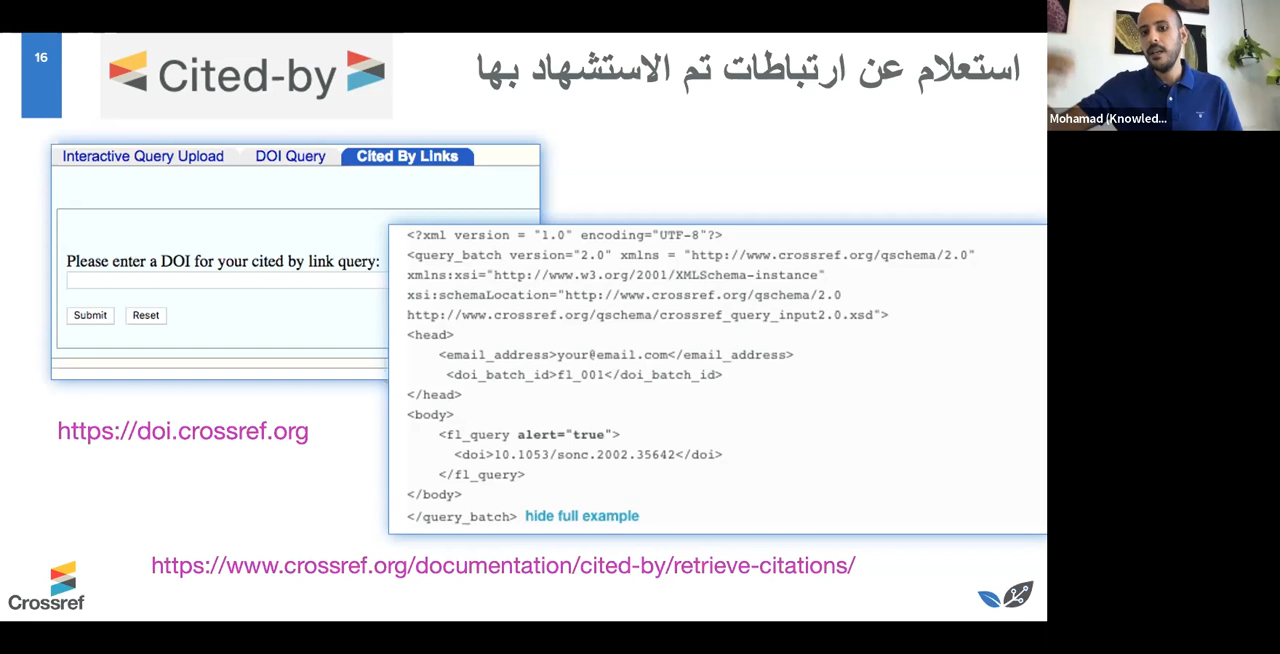 16
Cited-by
استعلام عن ارتباطات تم الاستشهاد بها
Mohamad (Knowled...
Interactive Query Upload
DOI Query
Cited By Links
Please enter a DOI for your cited by link query:
Submit
Reset
<?xml version = "1.0" encoding="UTF-8"?>
<query_batch version="2.0" xmlns = "http://www.crossref.org/qschema/2.0"
xmlns:xsi="http://www.w3.org/2001/XMLSchema-instance"
xsi:schemaLocation="http://www.crossref.org/qschema/2.0
http://www.crossref.org/qschema/crossref_query_input2.0.xsd">
<head>
<email_address>your@email.com</email_address>
<doi_batch_id>fl_001</doi_batch_id>
</head>
<body>
<fl_query alert="true">
<doi>10.1053/sonc.2002.35642</doi>
</fl_query>
</body>
</query_batch> hide full example
https://doi.crossref.org
https://www.crossref.org/documentation/cited-by/retrieve-citations/
Crossref